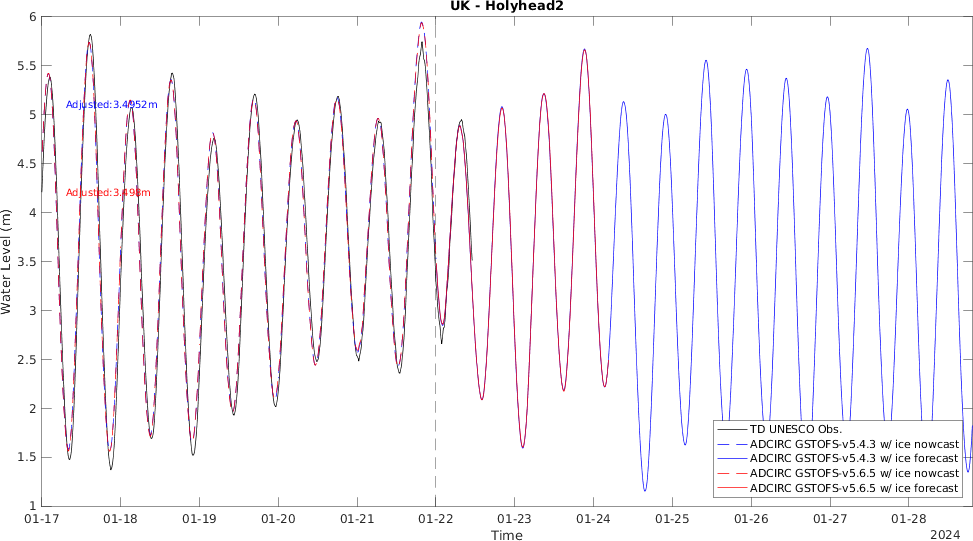 UK - Holyhead2
6
5.5
5
4.5
4
3.5
3
2.5
2
1.5
1
Water Level (m)
Adjusted:3.4952m
Adjusted:3.498m
TD UNESCO Obs.
ADCIRC GSTOFS-v5.4.3 w/ ice nowcast
ADCIRC GSTOFS-v5.4.3 w/ ice forecast
ADCIRC GSTOFS-v5.6.5 w/ ice nowcast
ADCIRC GSTOFS-v5.6.5 w/ ice forecast
01-17 01-18 01-19 01-20 01-21 01-22 01-23 01-24 01-25 01-26 01-27 01-28
Time
2024